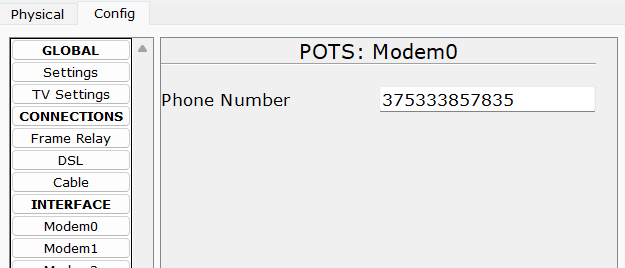 Physical Config
GLOBAL
Settings
TV Settings
CONNECTIONS
Frame Relay
DSL
Cable
INTERFACE
Modem0
Modem1
POTS: Modem0
Phone Number 375333857835